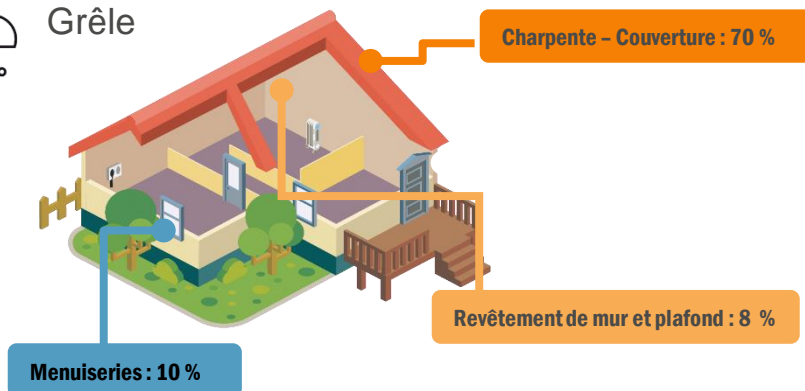 Grêle
Charpente – Couverture : 70 %
Revêtement de mur et plafond : 8 %
Menuiseries : 10 %